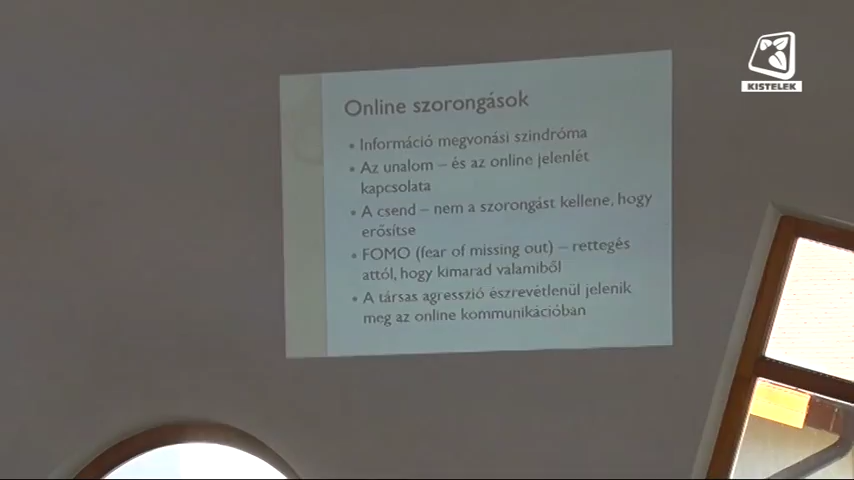 KISTELEK
Online szorongások
• Információ megvonási szindróma
• Az unalom – és az online jelenlét
kapcsolata
• A csend – nem a szorongást kellene, hogy
erősítse
• FOMO (fear of missing out) – rettegés
attól, hogy kimarad valamiből
• A társas agresszió észrevétlenül jelenik
meg az online kommunikációban